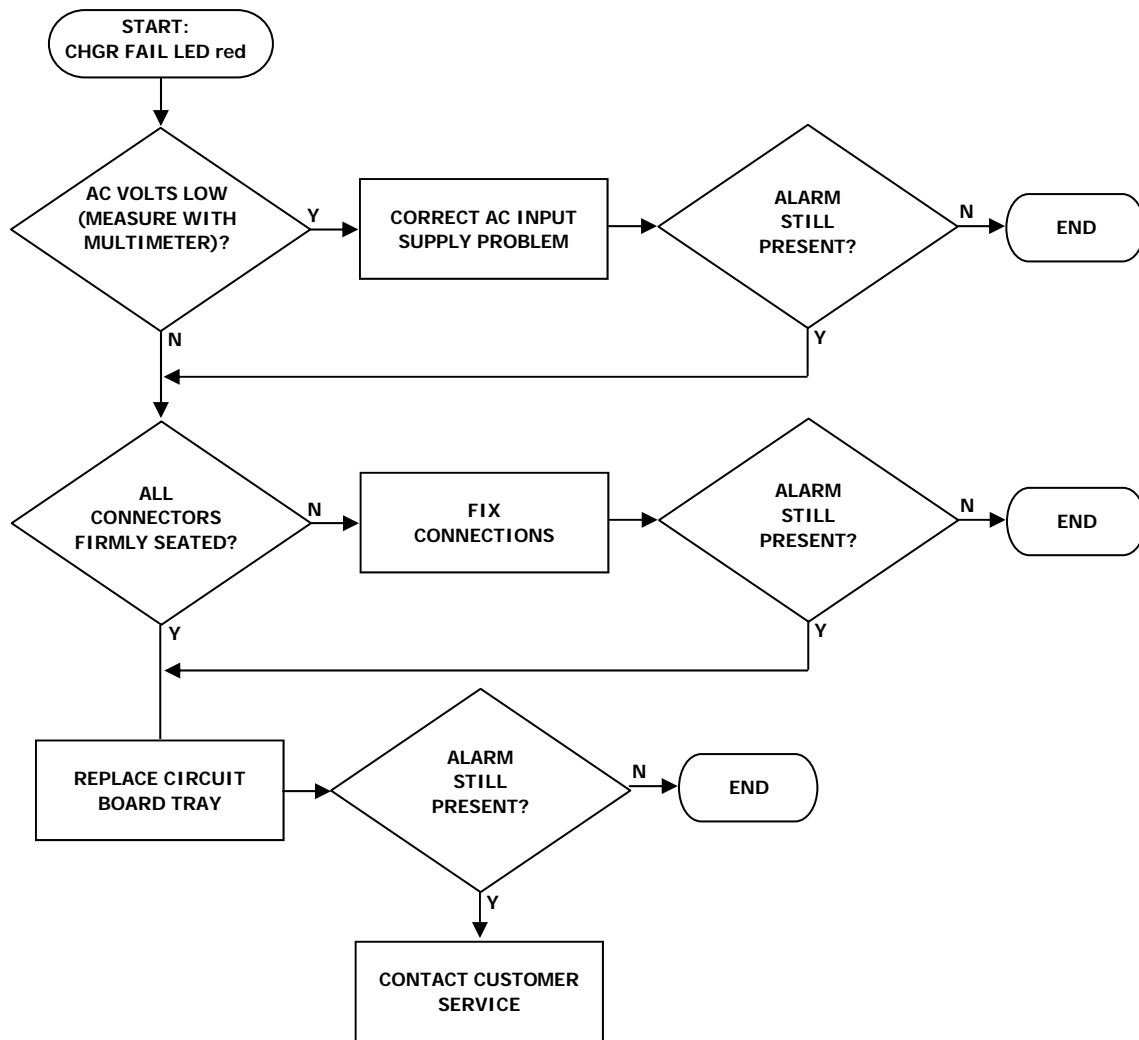 START:
CHGR FAIL LED red
AC VOLTS LOW
(MEASURE WITH
MULTIMETER)?
Y
CORRECT AC INPUT
SUPPLY PROBLEM
ALARM
STILL
PRESENT?
N
END
N
Y
ALL
CONNECTORS
FIRMLY SEATED?
N
FIX
CONNECTIONS
ALARM
STILL
PRESENT?
N
END
Y
Y
REPLACE CIRCUIT
BOARD TRAY
ALARM
STILL
PRESENT?
N
END
Y
CONTACT CUSTOMER
SERVICE